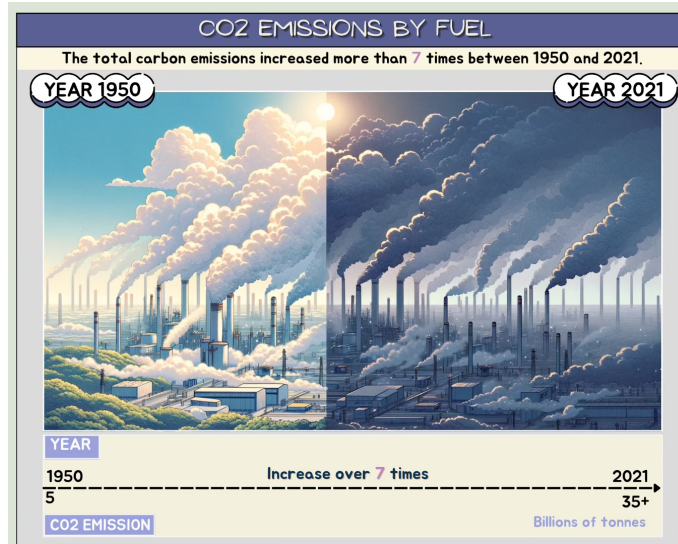 CO2 EMISSIONS BY FUEL
The total carbon emissions increased more than 7 times between 1950 and 2021.
YEAR 1950
YEAR 2021
YEAR
1950
Increase over 7 times
2021
5
35+
CO2 EMISSION
Billions of tonnes